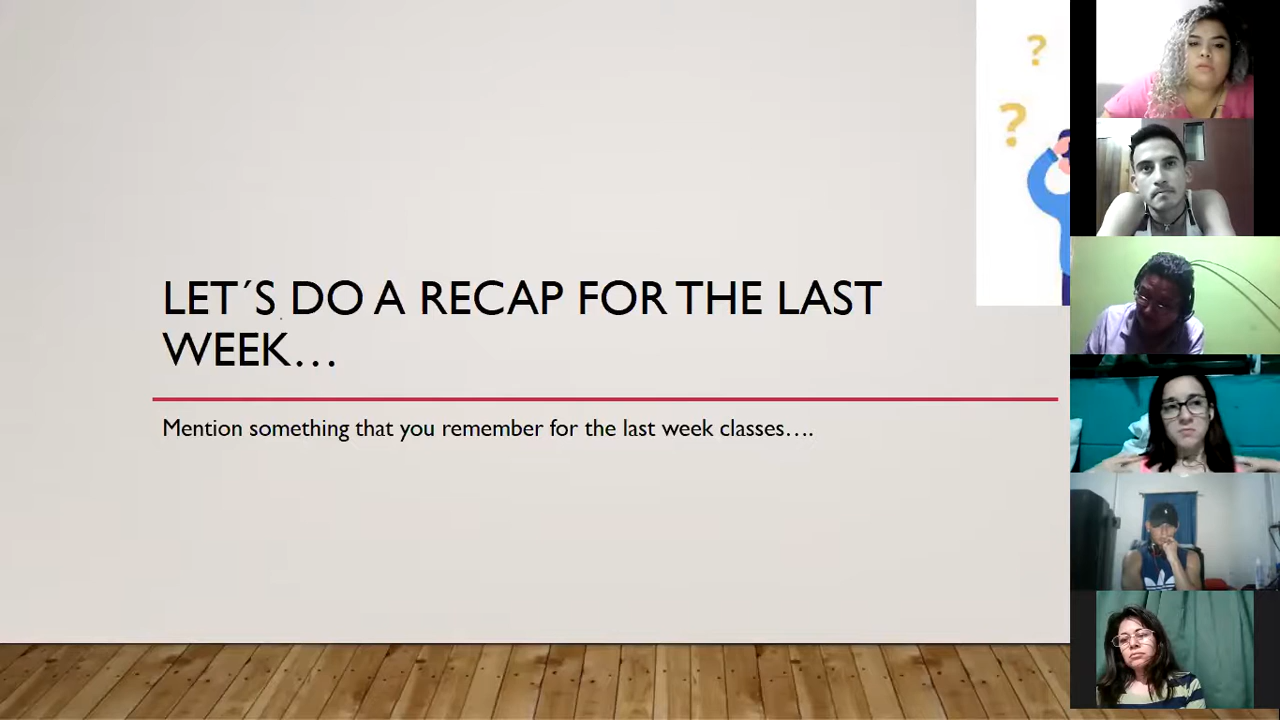 ?
?
LET´S DO A RECAP FOR THE LAST
WEEK…
Mention something that you remember for the last week classes….